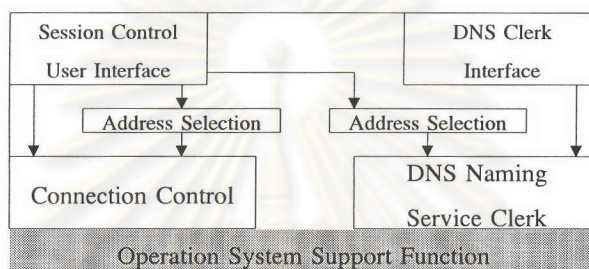 Session Control
User Interface
DNS Clerk
Interface
Address Selection
Address Selection
Connection Control
DNS Naming
Service Clerk
Operation System Support Function